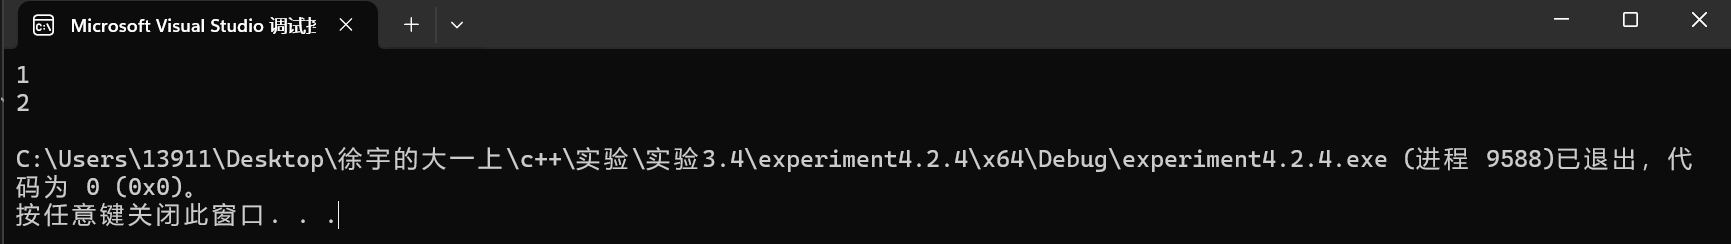 Microsoft Visual Studio 调试
1
2
C:\Users\13911\Desktop\徐宇的大一上\c++\实验\实验3.4\experiment4.2.4\x64\Debug\experiment4.2.4.exe (进程 9588)已退出，代
码为 0 (0x0)。
按任意键关闭此窗口. . .